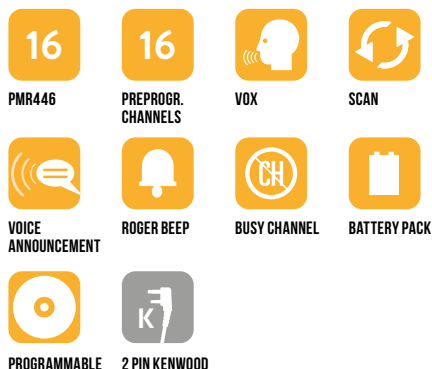 16
16
PMR446
PREPROGR.
CHANNELS
VOX
SCAN
CH
VOICE
ANNOUNCEMENT
ROGER BEEP
BUSY CHANNEL
BATTERY PACK
K
PROGRAMMABLE
2 PIN KENWOOD